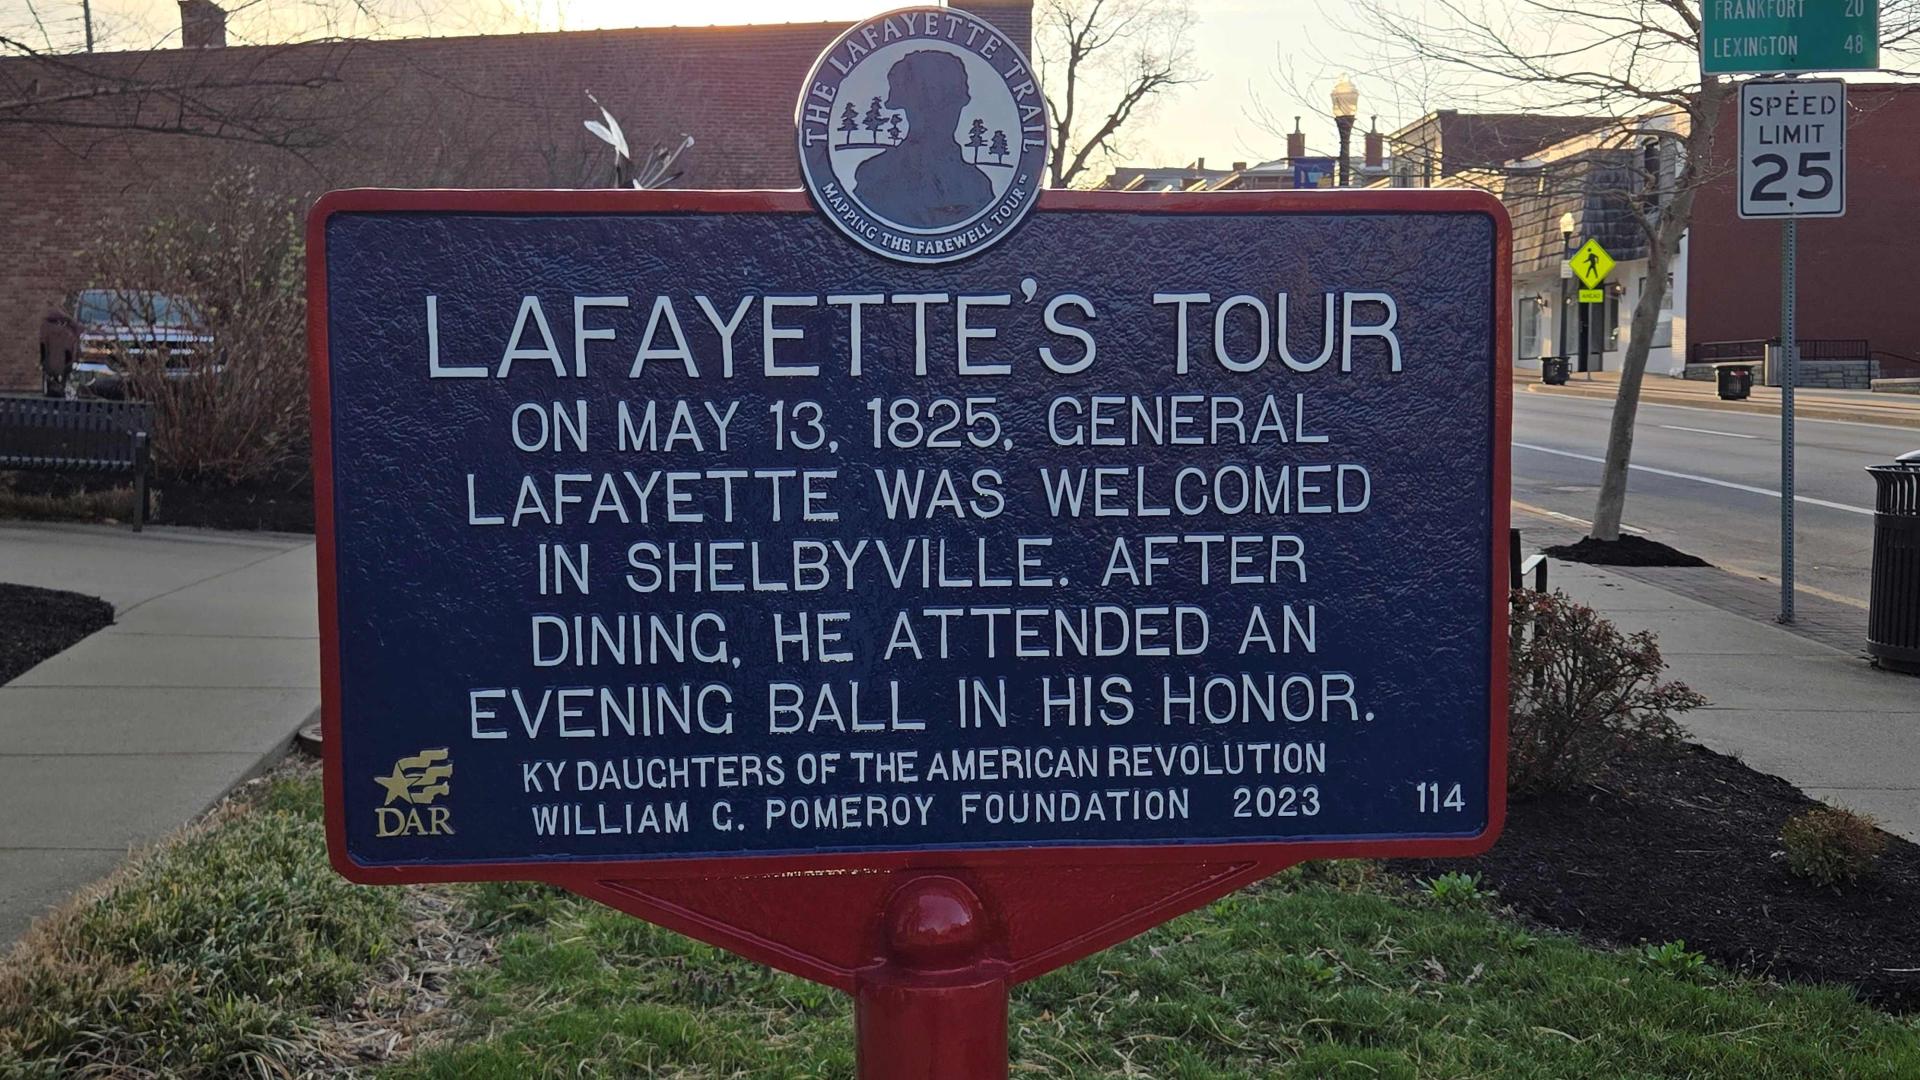 THE LAFAYETTE TRAIL
MAPPING THE FAREWELL TOUR™
LAFAYETTE'S TOUR
ON MAY 13, 1825, GENERAL
LAFAYETTE WAS WELCOMED
IN SHELBYVILLE. AFTER
DINING, HE ATTENDED AN
EVENING BALL IN HIS HONOR.
KY DAUGHTERS OF THE AMERICAN REVOLUTION
WILLIAM G. POMEROY FOUNDATION 2023
114
DAR
FRANKFORT 20
LEXINGTON 48
SPEED
LIMIT
25
AHEAD